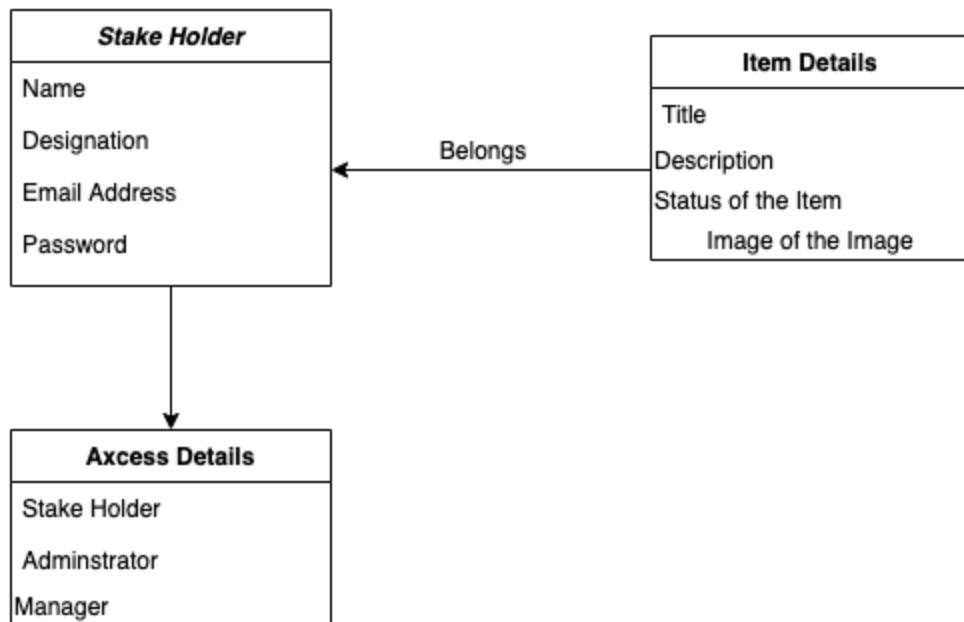 Stake Holder
Name
Designation
Email Address
Password
Belongs
Item Details
Title
Description
Status of the Item
Image of the Image
Axcess Details
Stake Holder
Adminstrator
Manager